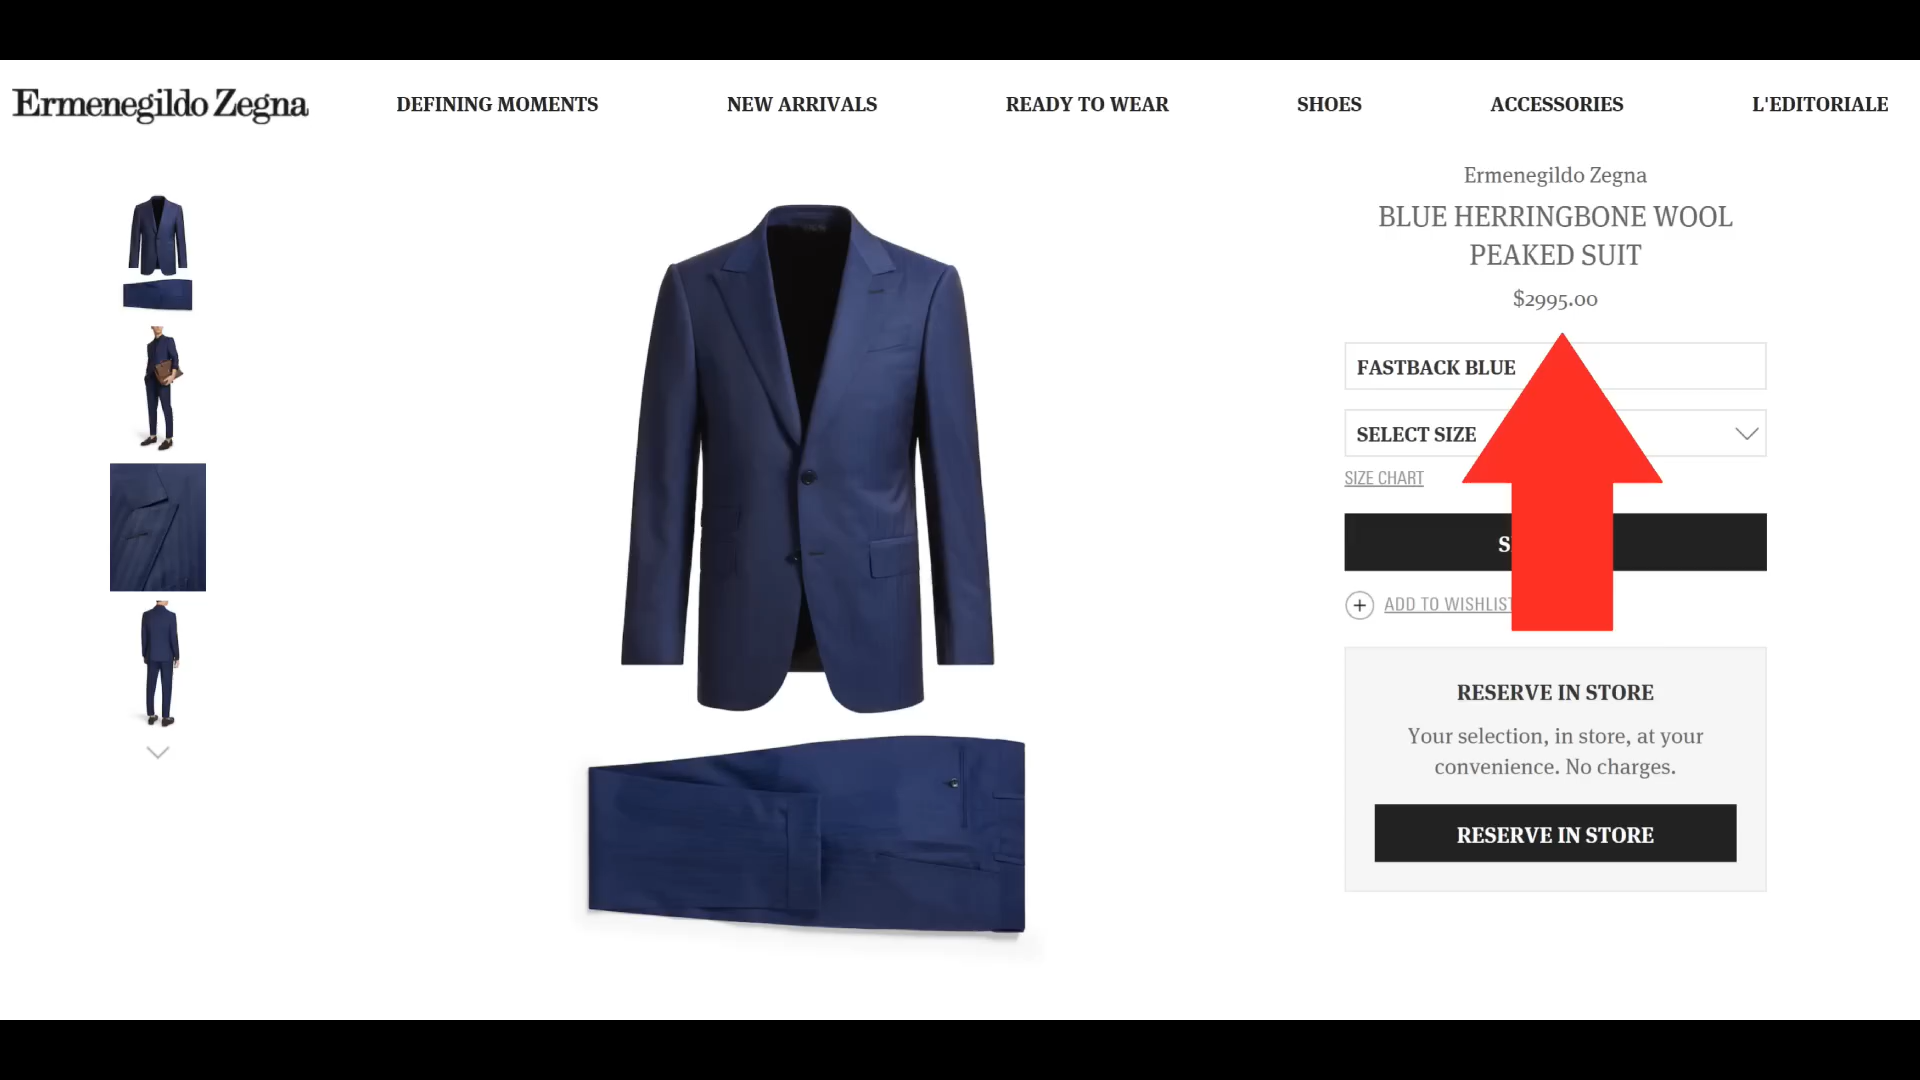 Ermenegildo Zegna
DEFINING MOMENTS
NEW ARRIVALS
READY TO WEAR
SHOES
ACCESSORIES
L'EDITORIALE
Ermenegildo Zegna
BLUE HERRINGBONE WOOL
PEAKED SUIT
$2995.00
FASTBACK BLUE
SELECT SIZE
SIZE CHART
ADD TO WISHLIST
RESERVE IN STORE
Your selection, in store, at your
convenience. No charges.
RESERVE IN STORE